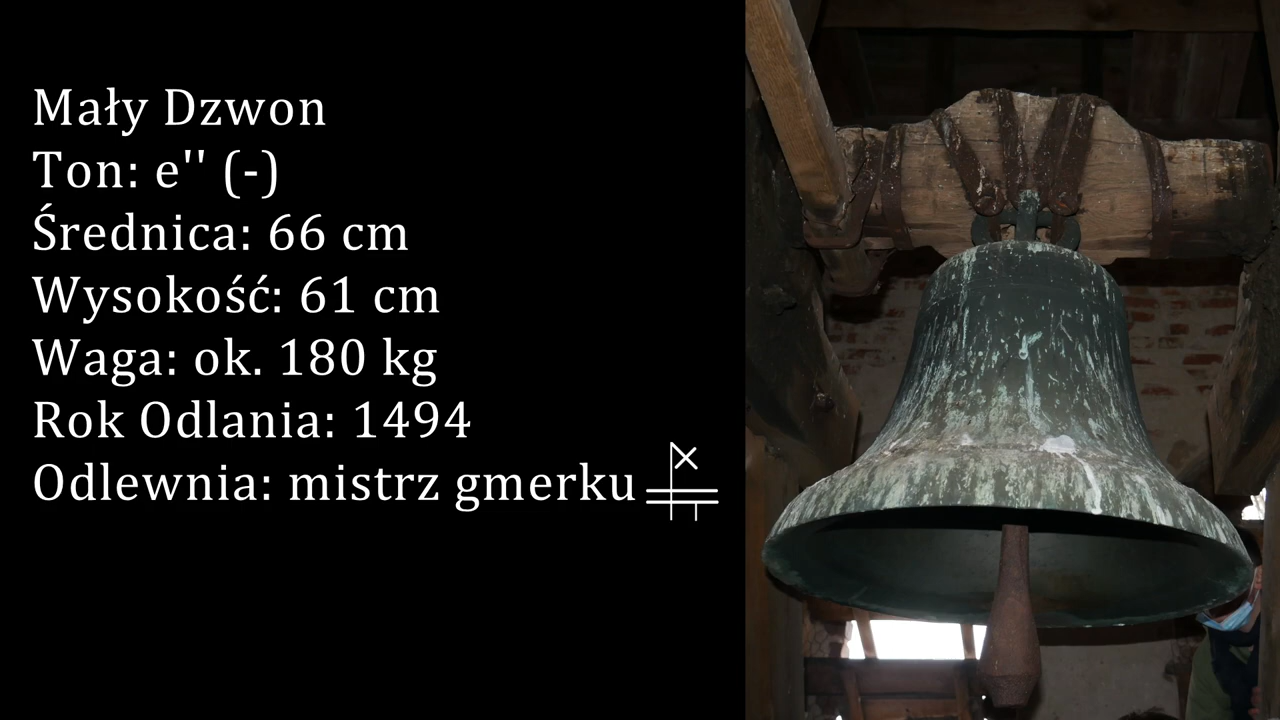 Mały Dzwon
Ton: e'' (-)
Średnica: 66 cm
Wysokość: 61 cm
Waga: ok. 180 kg
Rok Odlania: 1494
Odlewnia: mistrz gmerku